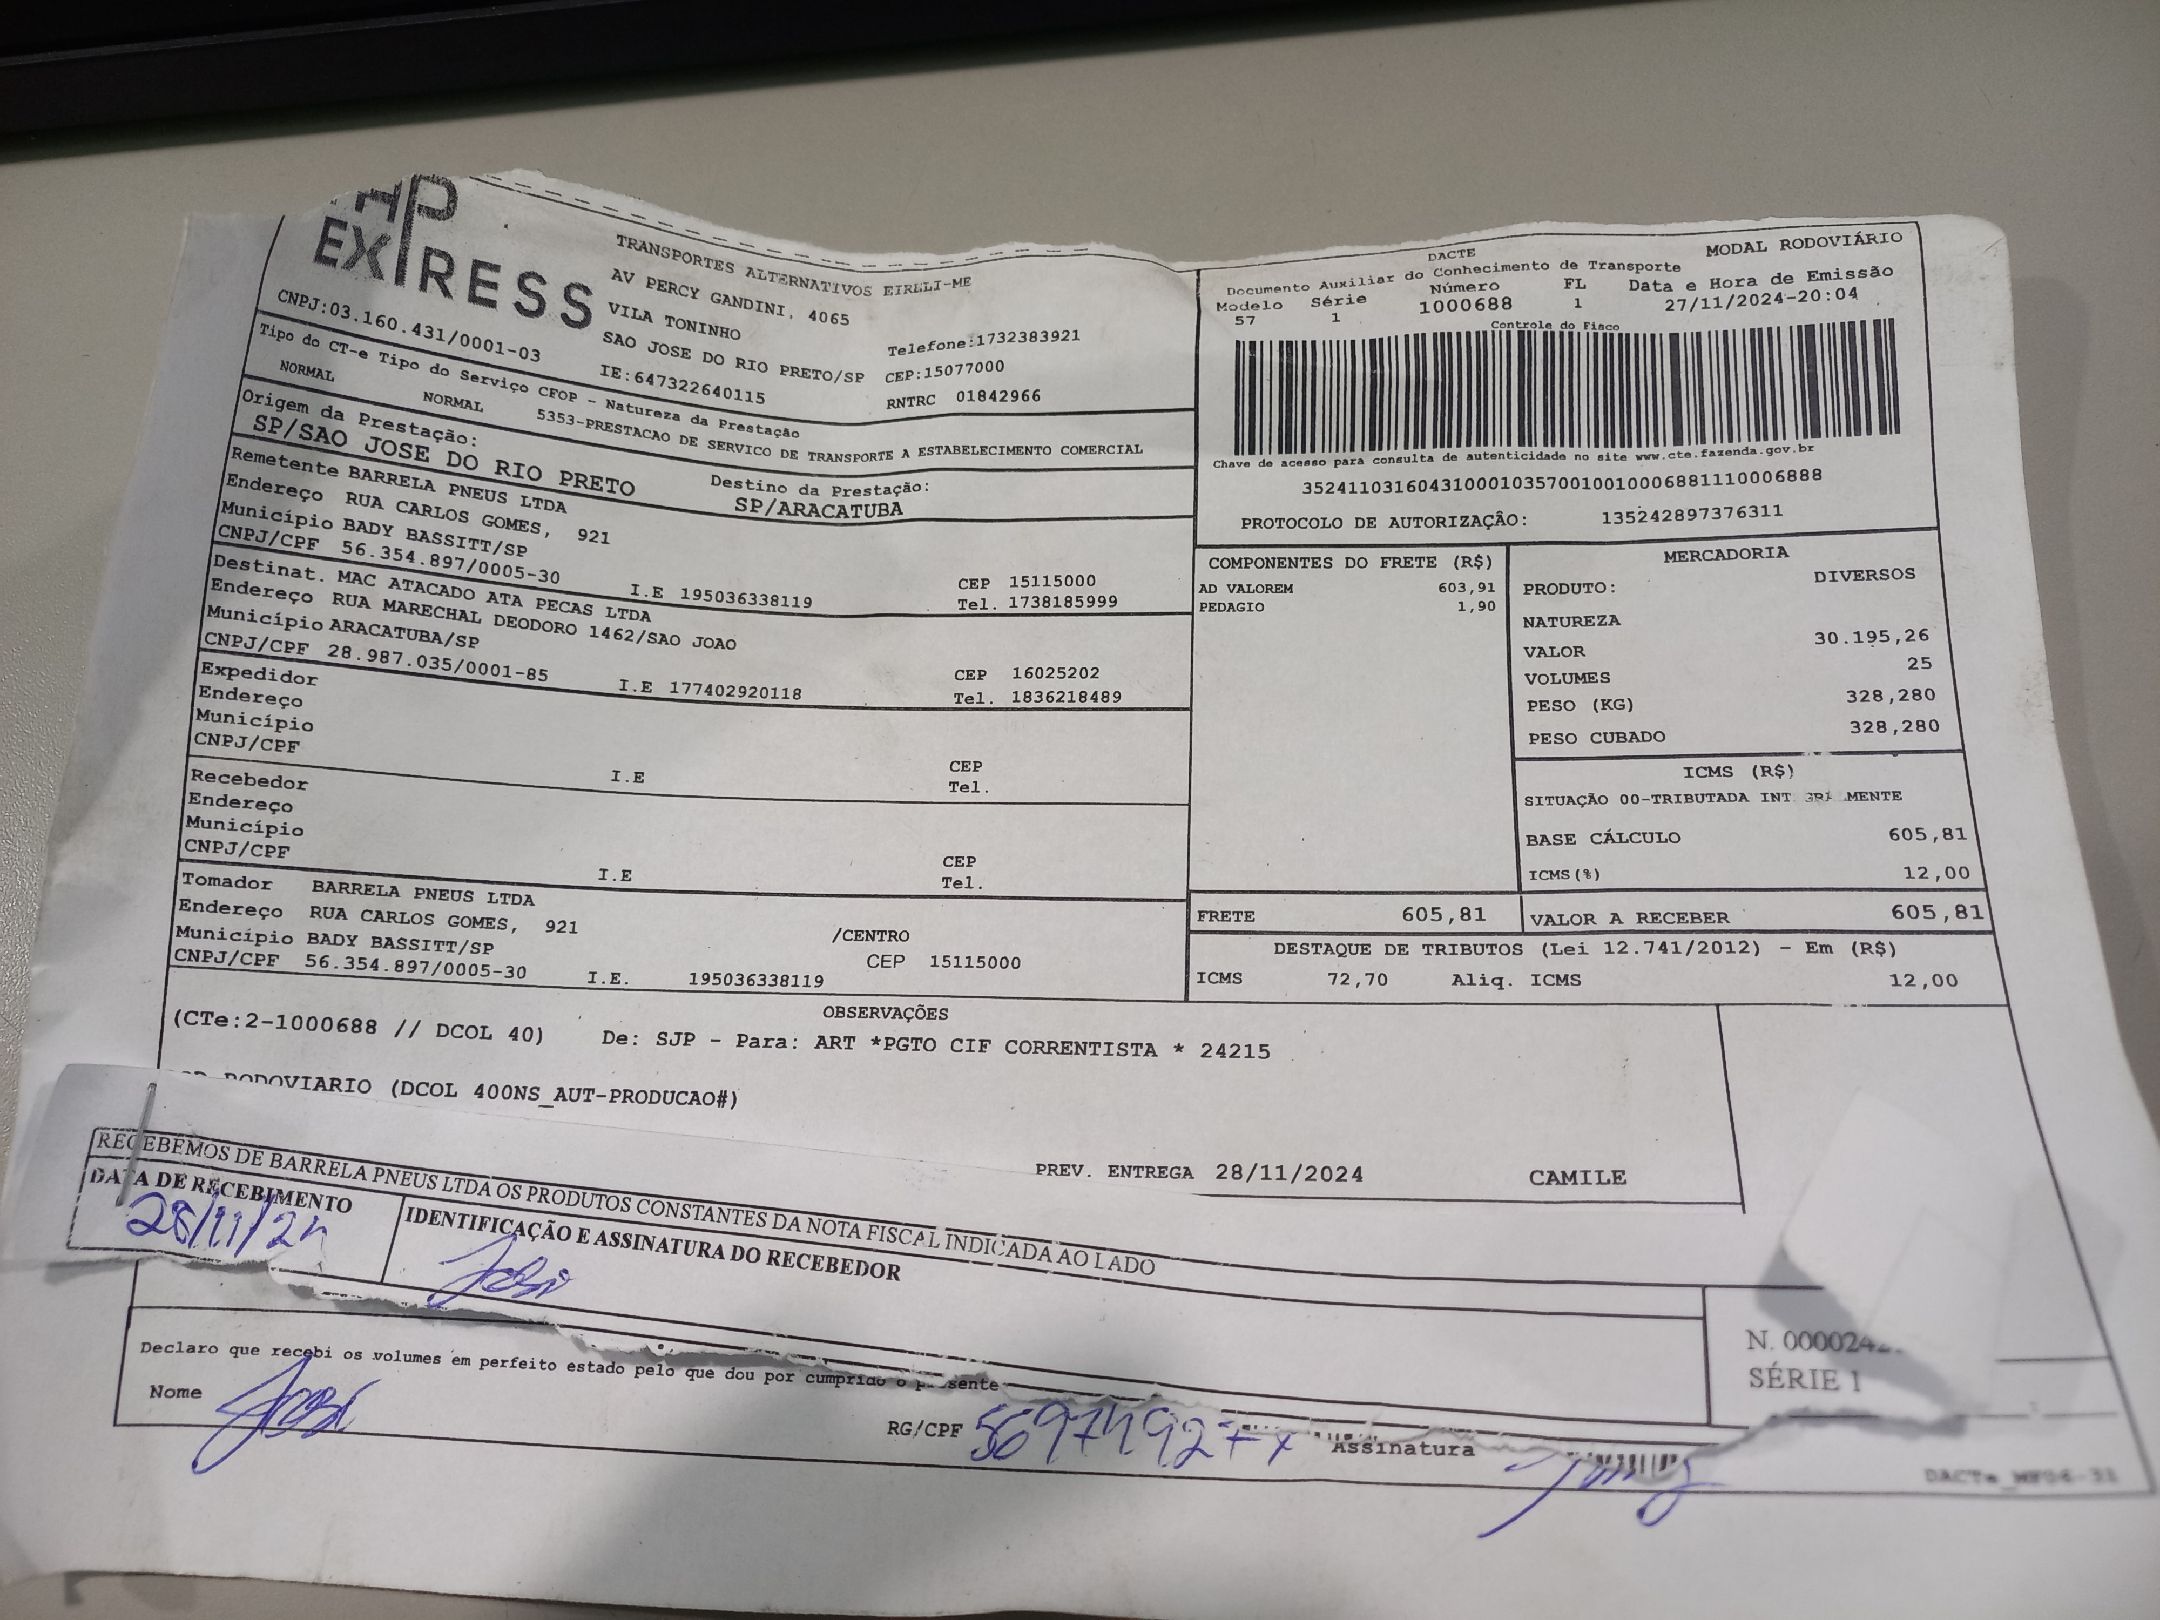 EXPRESS
CNPJ:03.160.431/0001-03
TRANSPORTES ALTERNATIVOS EIRELI-ME
AV PERCY GANDINI, 4065
VILA TONINHO
SAO JOSE DO RIO PRETO/SP
IE:647322640115
Telefone:1732383921
CEP:15077000
RNTRC 01842966
Tipo do CT-e Tipo do Serviço CFOP - Natureza da Prestação
NORMAL NORMAL 5353-PRESTACAO DE SERVICO DE TRANSPORTE A ESTABELECIMENTO COMERCIAL
Origem da Prestação: Destino da Prestação:
SP/SAO JOSE DO RIO PRETO SP/ARACATUBA
Remetente BARRELA PNEUS LTDA
Endereço RUA CARLOS GOMES, 921
Município BADY BASSITT/SP CEP 15115000
CNPJ/CPF 56.354.897/0005-30 I.E 195036338119 Tel. 1738185999
Destinat. MAC ATACADO ATA PECAS LTDA
Endereço RUA MARECHAL DEODORO 1462/SAO JOAO
Município ARACATUBA/SP CEP 16025202
CNPJ/CPF 28.987.035/0001-85 I.E 177402920118 Tel. 1836218489
Expedidor
Endereço
Município CEP
CNPJ/CPF I.E Tel.
Recebedor
Endereço
Município CEP
CNPJ/CPF I.E Tel.
Tomador BARRELA PNEUS LTDA
Endereço RUA CARLOS GOMES, 921 /CENTRO
Município BADY BASSITT/SP CEP 15115000
CNPJ/CPF 56.354.897/0005-30 I.E. 195036338119
DACTE MODAL RODOVIÁRIO
Documento Auxiliar do Conhecimento de Transporte
Modelo Série Número FL Data e Hora de Emissão
57 1 1000688 1 27/11/2024-20:04
Controle do Fisco
Chave de acesso para consulta de autenticidade no site www.cte.fazenda.gov.br
35241103160431000103570010010006881110006888
PROTOCOLO DE AUTORIZAÇÃO: 135242897376311
COMPONENTES DO FRETE (R$)
AD VALOREM 603,91
PEDAGIO 1,90
MERCADORIA
PRODUTO: DIVERSOS
NATUREZA
VALOR 30.195,26
VOLUMES 25
PESO (KG) 328,280
PESO CUBADO 328,280
ICMS (R$)
SITUAÇÃO 00-TRIBUTADA INTEGRALMENTE
BASE CÁLCULO 605,81
ICMS(%) 12,00
FRETE 605,81 VALOR A RECEBER 605,81
DESTAQUE DE TRIBUTOS (Lei 12.741/2012) - Em (R$)
ICMS 72,70 Aliq. ICMS 12,00
OBSERVAÇÕES
(CTe:2-1000688 // DCOL 40) De: SJP - Para: ART *PGTO CIF CORRENTISTA * 24215
RODOVIARIO (DCOL 400NS_AUT-PRODUCAO#)
PREV. ENTREGA 28/11/2024 CAMILE
RECEBEMOS DE BARRELA PNEUS LTDA OS PRODUTOS CONSTANTES DA NOTA FISCAL INDICADA AO LADO
DATA DE RECEBIMENTO IDENTIFICAÇÃO E ASSINATURA DO RECEBEDOR
28/11/24
SÉRIE 1
Declaro que recebi os volumes em perfeito estado pelo que dou por cumprido o presente
Nome RG/CPF Assinatura